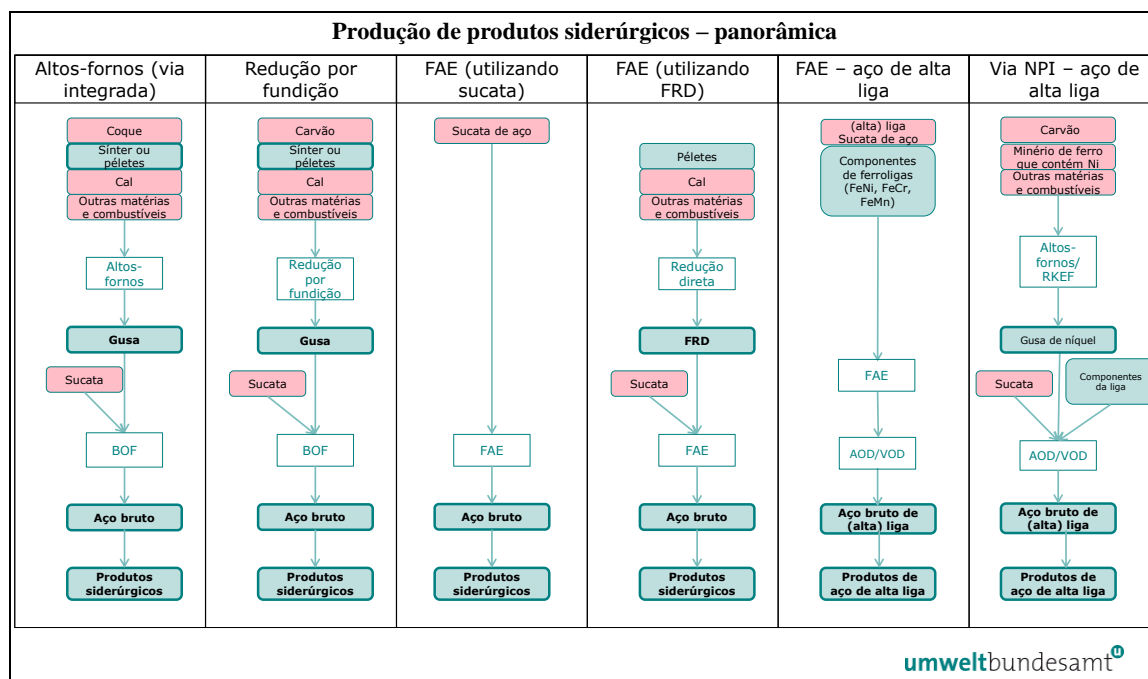 Produção de produtos siderúrgicos – panorâmica
Altos-fornos (via
integrada)
Coque
Sínter ou
péletes
Cal
Outras matérias
e combustíveis
Altos-
fornos
Gusa
Sucata
BOF
Aço bruto
Produtos
siderúrgicos
Redução por
fundição
Carvão
Sínter ou
péletes
Cal
Outras matérias
e combustíveis
Redução
por
fundição
Gusa
Sucata
BOF
Aço bruto
Produtos
siderúrgicos
FAE (utilizando
sucata)
Sucata de aço
FAE
Aço bruto
Produtos
siderúrgicos
FAE (utilizando
FRD)
Péletes
Cal
Outras matérias
e combustíveis
Redução
direta
FRD
Sucata
FAE
Aço bruto
Produtos
siderúrgicos
FAE – aço de alta
liga
(alta) liga
Sucata de aço
Componentes
de ferroligas
(FeNi, FeCr,
FeMn)
FAE
AOD/VOD
Aço bruto de
(alta) liga
Produtos de
aço de alta liga
Via NPI – aço de
alta liga
Carvão
Minério de ferro
que contém Ni
Outras matérias
e combustíveis
Altos-
fornos/
RKEF
Gusa de níquel
Sucata
Componentes
da liga
AOD/VOD
Aço bruto de
(alta) liga
Produtos de
aço de alta liga
umweltbundesamt u